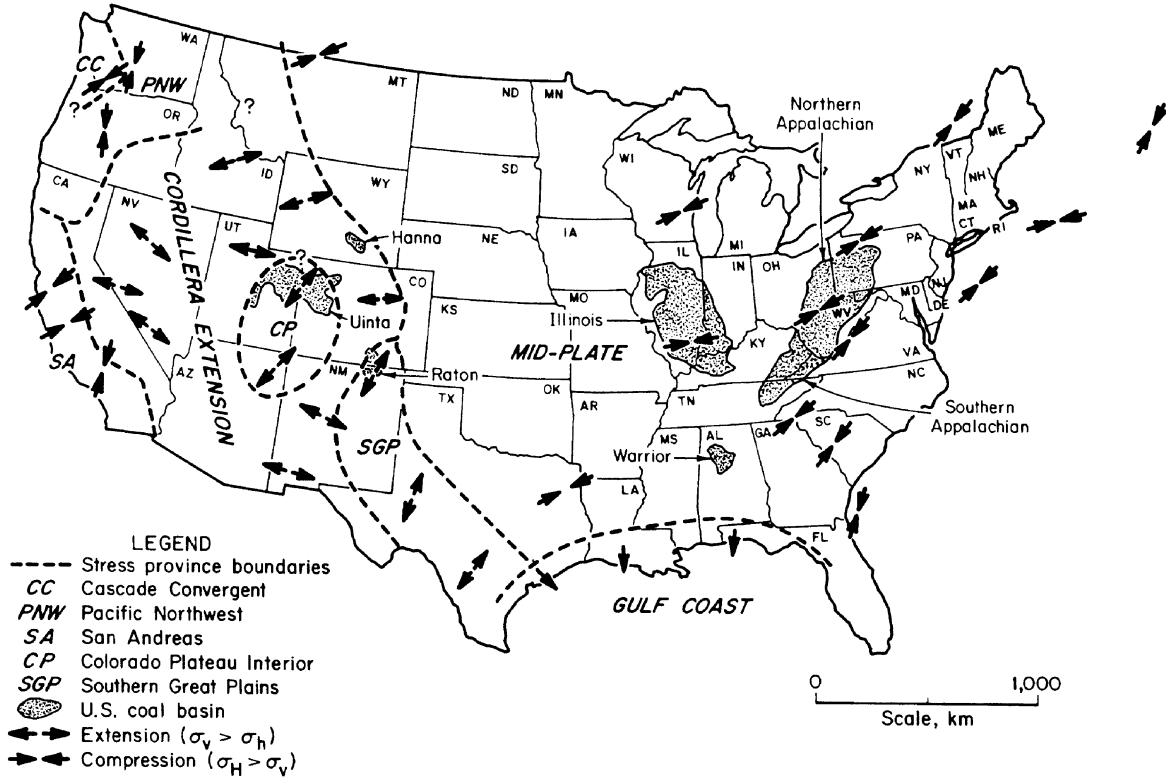 WA
CC
PNW
?
OR
?
MT
ND
MN
Northern
Appalachian
ME
VT
NH
NY
MA
CT
RI
WI
SD
ID
WY
CA
NV
CORDILLERA
EXTENSION
UT
Hanna
NE
IA
MI
PA
IL
IN
OH
NJ
MD
DE
?
CO
MO
KS
Illinois
WV
Uinta
CP
MID-PLATE
KY
VA
SA
AZ
NM
Raton
OK
NC
TX
AR
TN
Southern
Appalachian
SGP
MS
AL
GA
SC
Warrior
LA
FL
GULF COAST
LEGEND
Stress province boundaries
CC Cascade Convergent
PNW Pacific Northwest
SA San Andreas
CP Colorado Plateau Interior
SGP Southern Great Plains
U.S. coal basin
Extension (σv > σh)
Compression (σH > σv)
0 1,000
Scale, km